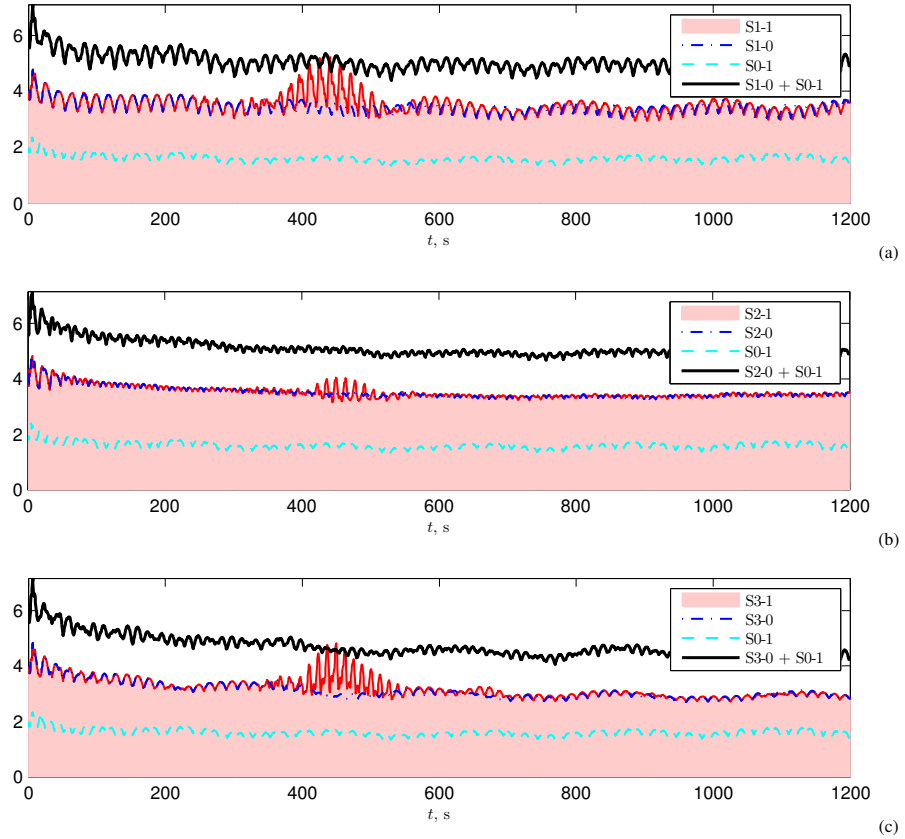 6
4
2
0
S1-1
S1-0
S0-1
S1-0 + S0-1
0 200 400 600 800 1000 1200
t, s
(a)
6
4
2
0
S2-1
S2-0
S0-1
S2-0 + S0-1
0 200 400 600 800 1000 1200
t, s
(b)
6
4
2
0
S3-1
S3-0
S0-1
S3-0 + S0-1
0 200 400 600 800 1000 1200
t, s
(c)